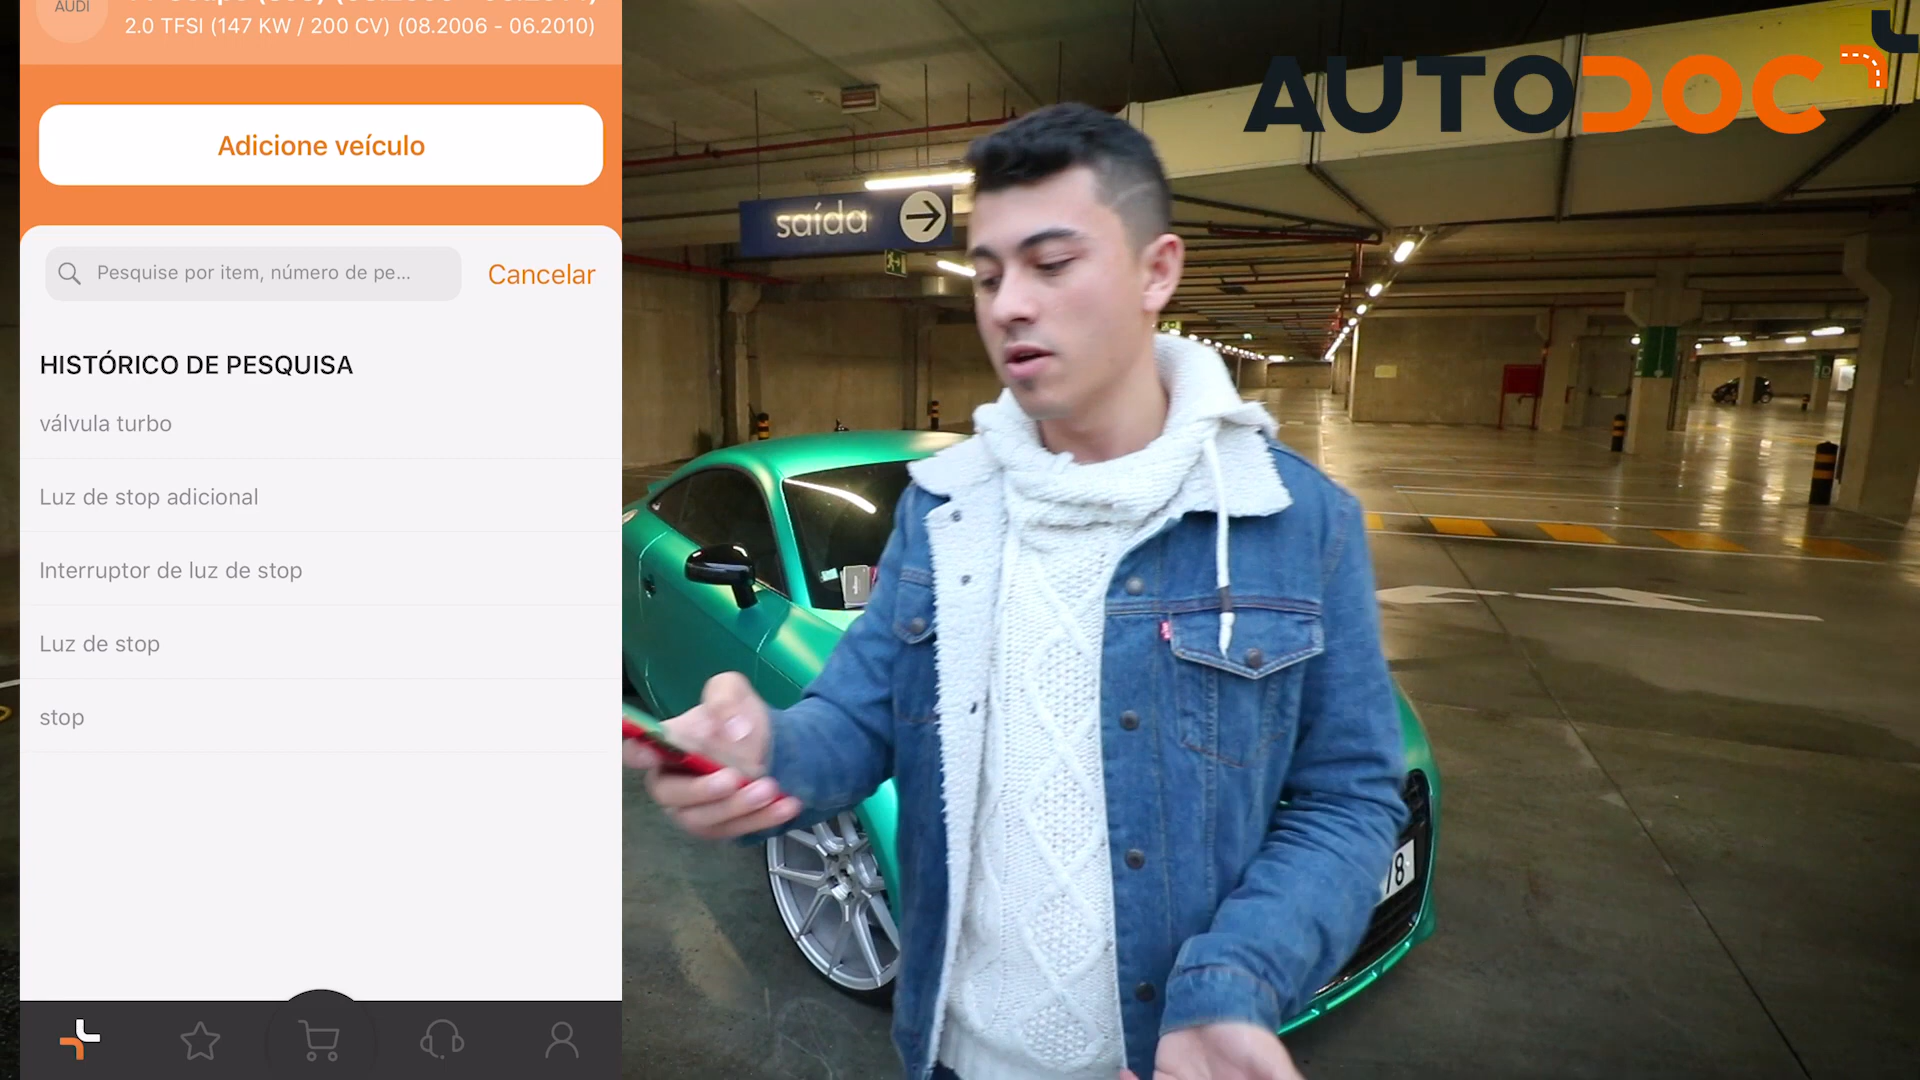 AUDI
2.0 TFSI (147 KW / 200 CV) (08.2006 - 06.2010)
Adicione veículo
Pesquise por item, número de pe...
Cancelar
HISTÓRICO DE PESQUISA
válvula turbo
Luz de stop adicional
Interruptor de luz de stop
Luz de stop
stop
AUTODOC
saída
78